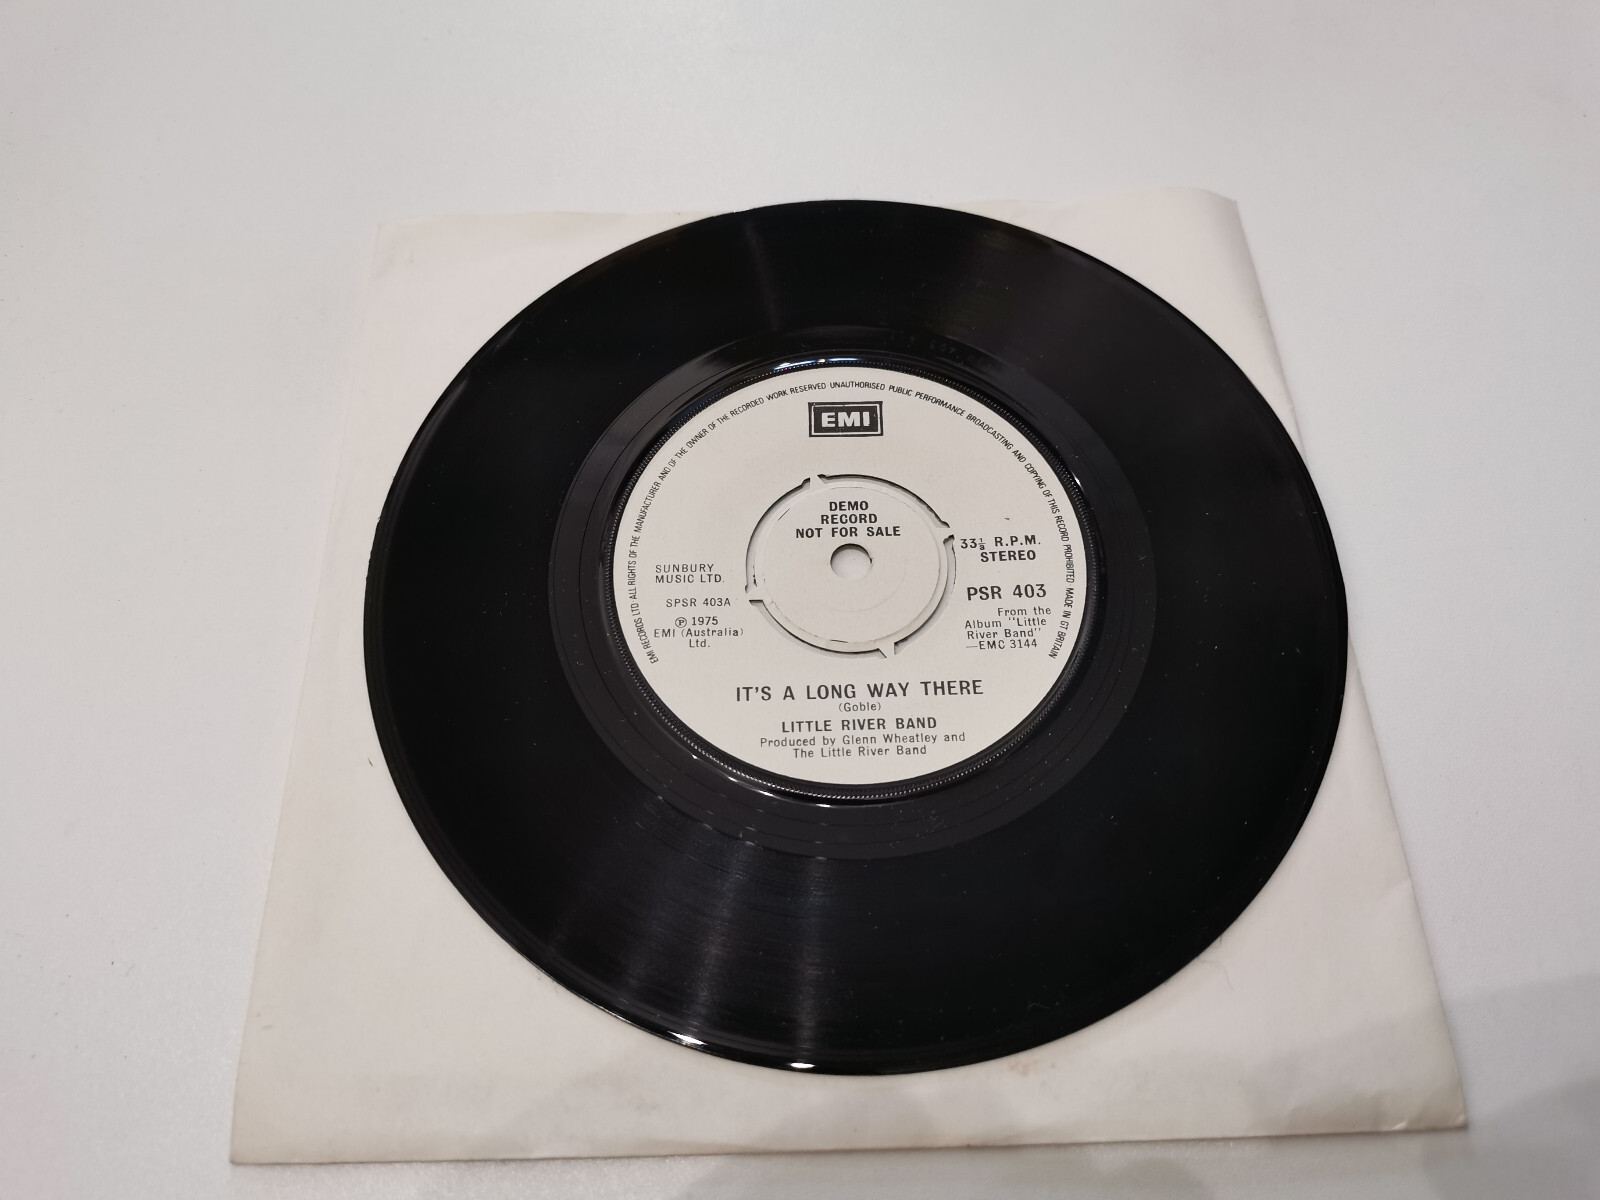 EMI RECORDS LTD·ALL RIGHTS OF THE MANUFACTURER AND OF THE OWNER OF THE RECORDED WORK RESERVED UNAUTHORISED PUBLIC PERFORMANCE BROADCASTING AND COPYING OF THIS RECORD PROHIBITED MADE IN GT BRITAIN
EMI
DEMO
RECORD
NOT FOR SALE
SUNBURY
MUSIC LTD.
SPSR 403A
Ⓟ 1975
EMI (Australia)
Ltd.
33⅓ R.P.M.
STEREO
PSR 403
From the
Album "Little
River Band"
—EMC 3144
IT'S A LONG WAY THERE
(Goble)
LITTLE RIVER BAND
Produced by Glenn Wheatley and
The Little River Band